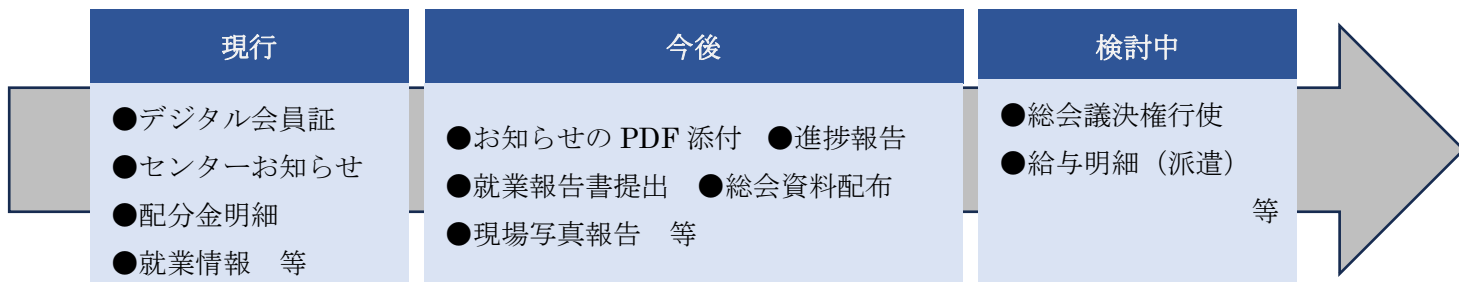 現行
●デジタル会員証
●センターお知らせ
●配分金明細
●就業情報　等
今後
●お知らせの PDF 添付　●進捗報告
●就業報告書提出　●総会資料配布
●現場写真報告　等
検討中
●総会議決権行使
●給与明細（派遣）
等